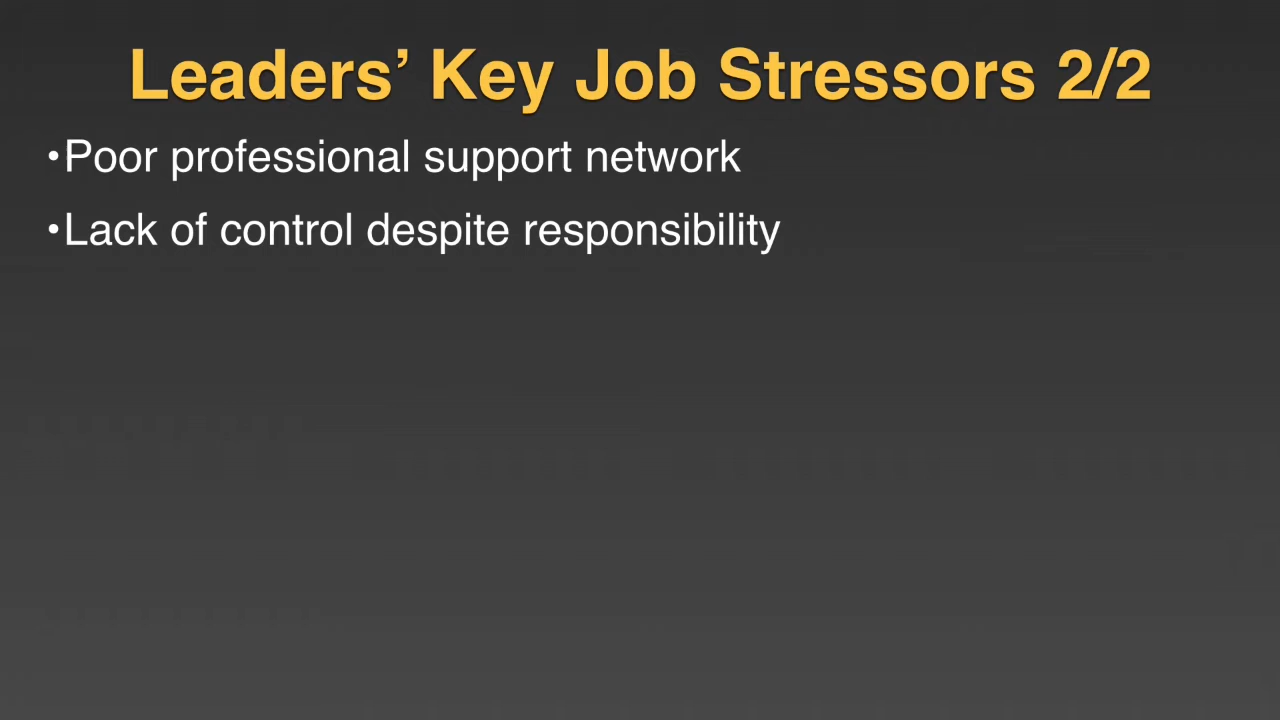 Leaders’ Key Job Stressors 2/2
•Poor professional support network
•Lack of control despite responsibility